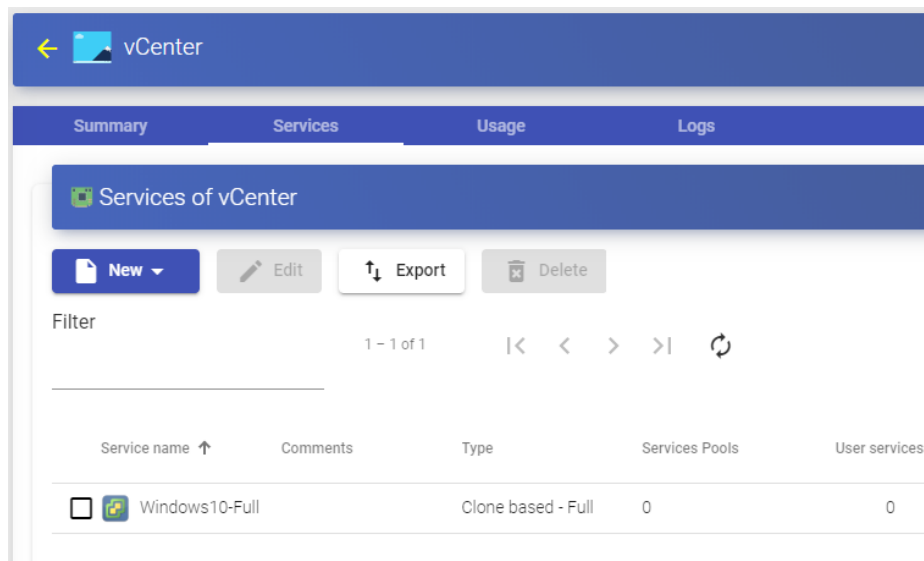 vCenter
Summary Services Usage Logs
Services of vCenter
New Edit Export Delete
Filter
1 – 1 of 1
Service name Comments Type Services Pools User services
Windows10-Full Clone based - Full 0 0